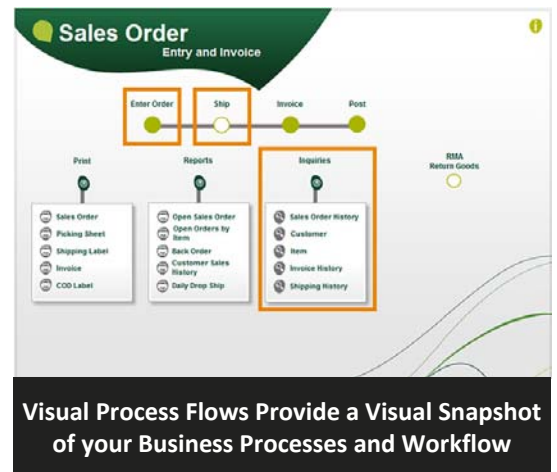 Sales Order
Entry and Invoice
Enter Order
Ship
Invoice
Post
Print
Reports
Inquiries
RMA
Return Goods
Sales Order
Picking Sheet
Shipping Label
Invoice
COD Label
Open Sales Order
Open Orders by
Item
Back Order
Customer Sales
History
Daily Drop Ship
Sales Order History
Customer
Item
Invoice History
Shipping History
Visual Process Flows Provide a Visual Snapshot
of your Business Processes and Workflow